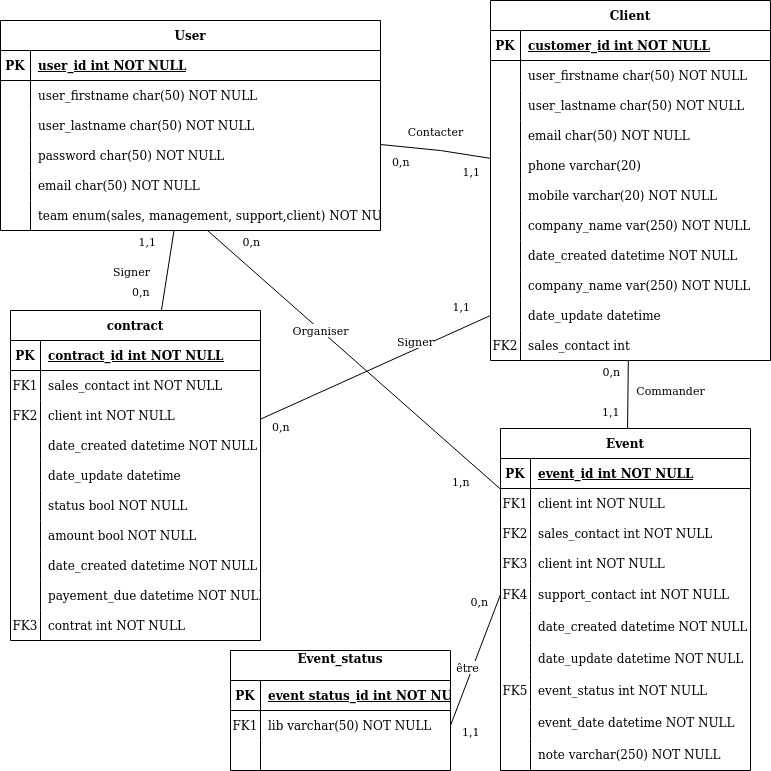 User
PK user_id int NOT NULL
user_firstname char(50) NOT NULL
user_lastname char(50) NOT NULL
password char(50) NOT NULL
email char(50) NOT NULL
team enum(sales, management, support,client) NOT NU
Client
PK customer_id int NOT NULL
user_firstname char(50) NOT NULL
user_lastname char(50) NOT NULL
email char(50) NOT NULL
phone varchar(20)
mobile varchar(20) NOT NULL
company_name var(250) NOT NULL
date_created datetime NOT NULL
company_name var(250) NOT NULL
date_update datetime
FK2 sales_contact int
Contacter
0,n
1,1
1,1
Signer
0,n
0,n
Organiser
1,n
1,1
Signer
0,n
0,n
Commander
1,1
contract
PK contract_id int NOT NULL
FK1 sales_contact int NOT NULL
FK2 client int NOT NULL
date_created datetime NOT NULL
date_update datetime
status bool NOT NULL
amount bool NOT NULL
date_created datetime NOT NULL
payement_due datetime NOT NUL
FK3 contrat int NOT NULL
Event
PK event_id int NOT NULL
FK1 client int NOT NULL
FK2 sales_contact int NOT NULL
FK3 client int NOT NULL
FK4 support_contact int NOT NULL
date_created datetime NOT NULL
date_update datetime NOT NULL
FK5 event_status int NOT NULL
event_date datetime NOT NULL
note varchar(250) NOT NULL
0,n
être
1,1
Event_status
PK event status_id int NOT NU
FK1 lib varchar(50) NOT NULL